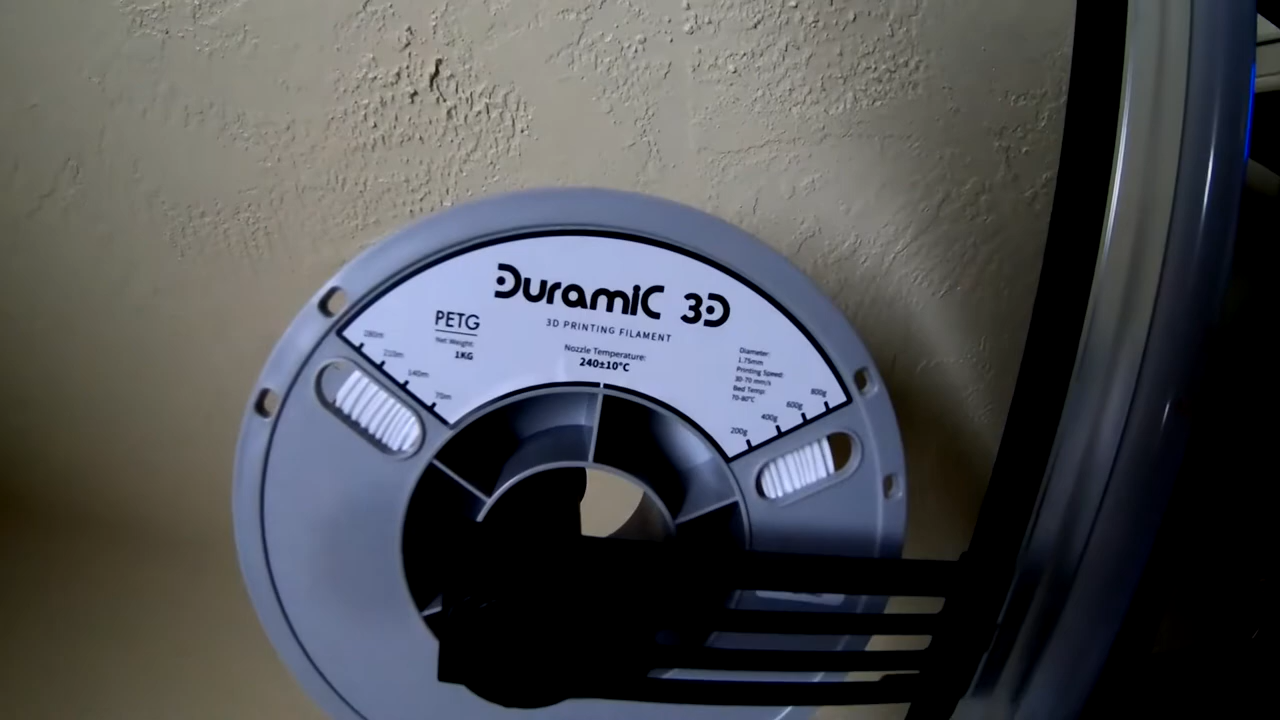 DuramiC 3D
3D PRINTING FILAMENT
PETG
Net Weight:
1KG
Nozzle Temperature:
240±10°C
Diameter:
1.75mm
Printing Speed:
30-70 mm/s
Bed Temp:
70-80°C
280m
210m
140m
70m
800g
600g
400g
200g